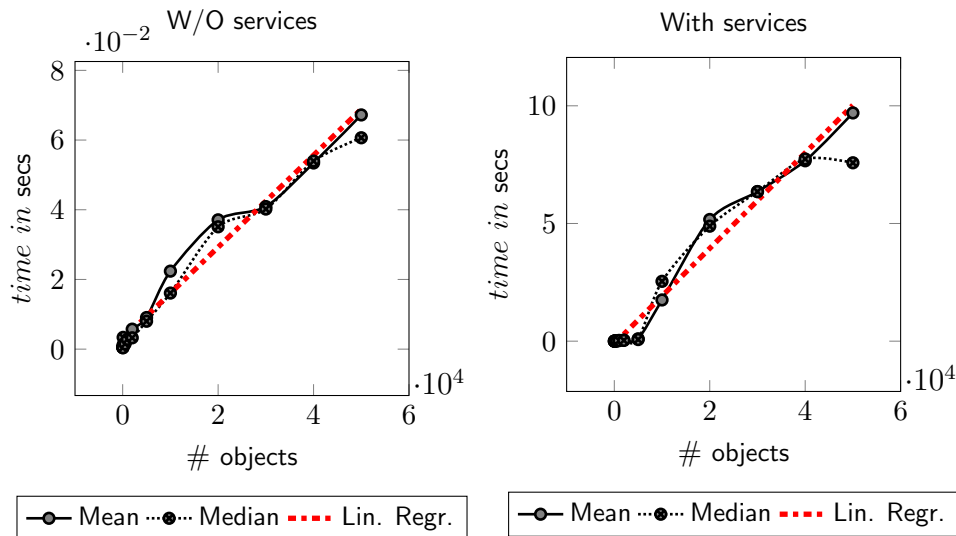 W/O services
·10⁻²
8
6
4
2
0
time in secs
0 2 4 6
·10⁴
# objects
Mean Median Lin. Regr.
With services
10
5
0
time in secs
0 2 4 6
·10⁴
# objects
Mean Median Lin. Regr.